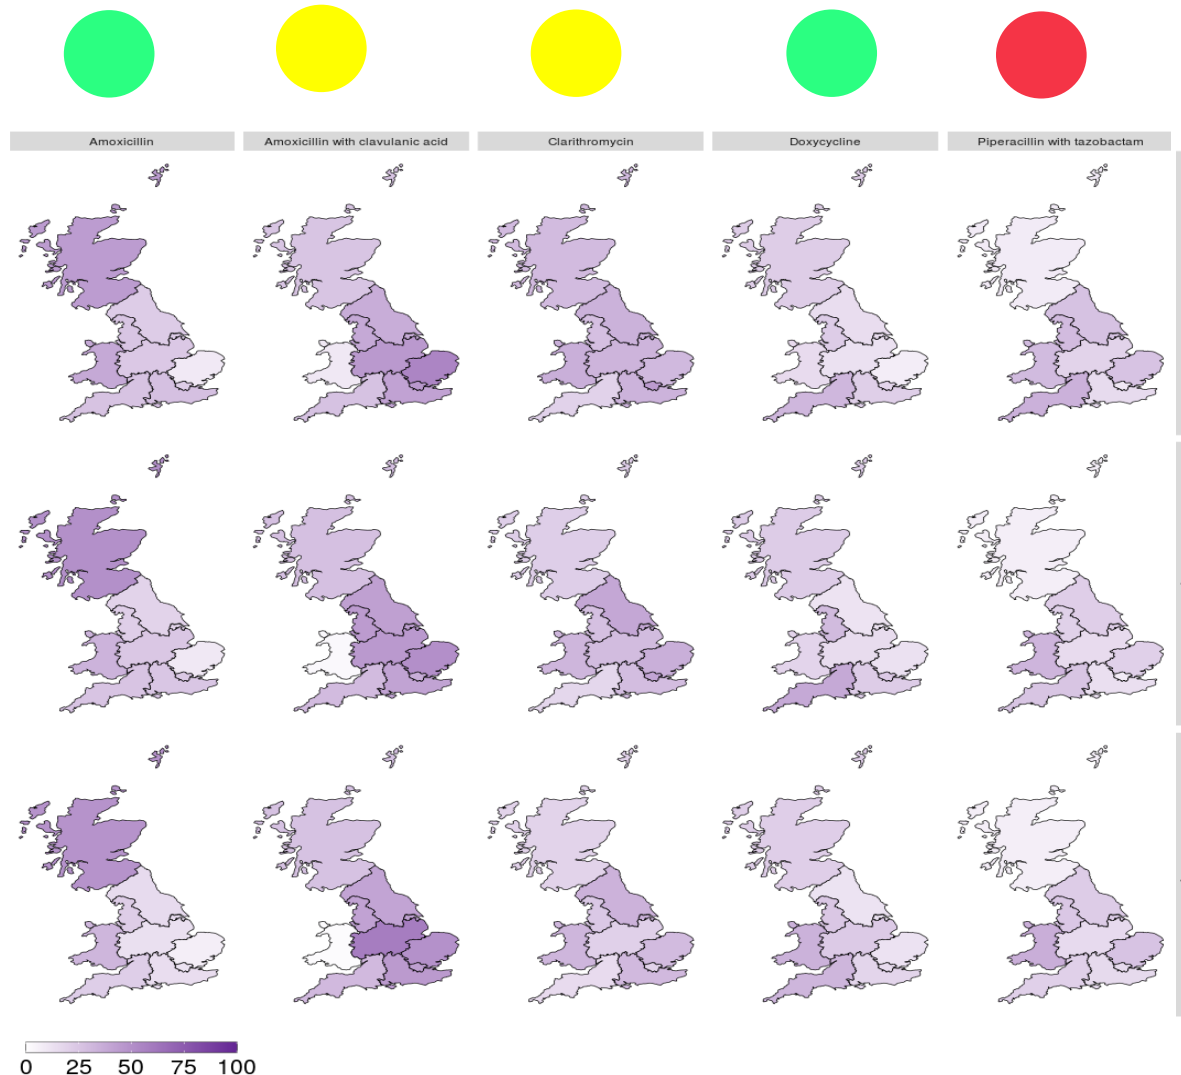 Amoxicillin
Amoxicillin with clavulanic acid
Clarithromycin
Doxycycline
Piperacillin with tazobactam
0 25 50 75 100